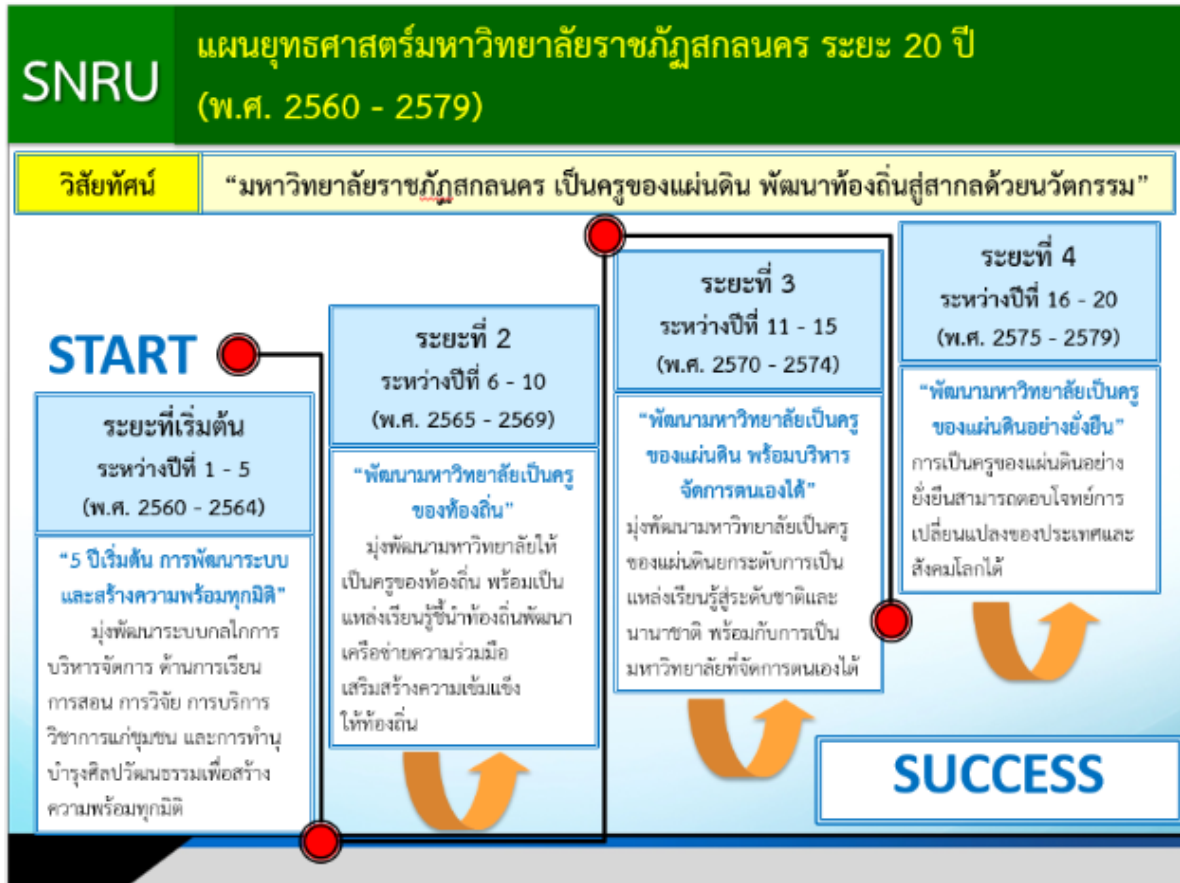 SNRU
แผนยุทธศาสตร์มหาวิทยาลัยราชภัฏสกลนคร ระยะ 20 ปี
(พ.ศ. 2560 - 2579)
วิสัยทัศน์
“มหาวิทยาลัยราชภัฏสกลนคร เป็นครูของแผ่นดิน พัฒนาท้องถิ่นสู่สากลด้วยนวัตกรรม”
START
ระยะที่เริ่มต้น
ระหว่างปีที่ 1 - 5
(พ.ศ. 2560 - 2564)
“5 ปีเริ่มต้น การพัฒนาระบบ
และสร้างความพร้อมทุกมิติ”
มุ่งพัฒนาระบบกลไกการ
บริหารจัดการ ด้านการเรียน
การสอน การวิจัย การบริการ
วิชาการแก่ชุมชน และการทำนุ
บำรุงศิลปวัฒนธรรมเพื่อสร้าง
ความพร้อมทุกมิติ
ระยะที่ 2
ระหว่างปีที่ 6 - 10
(พ.ศ. 2565 - 2569)
“พัฒนามหาวิทยาลัยเป็นครู
ของท้องถิ่น”
มุ่งพัฒนามหาวิทยาลัยให้
เป็นครูของท้องถิ่น พร้อมเป็น
แหล่งเรียนรู้ชี้นำท้องถิ่นพัฒนา
เครือข่ายความร่วมมือ
เสริมสร้างความเข้มแข็ง
ให้ท้องถิ่น
ระยะที่ 3
ระหว่างปีที่ 11 - 15
(พ.ศ. 2570 - 2574)
“พัฒนามหาวิทยาลัยเป็นครู
ของแผ่นดิน พร้อมบริหาร
จัดการตนเองได้”
มุ่งพัฒนามหาวิทยาลัยเป็นครู
ของแผ่นดินยกระดับการเป็น
แหล่งเรียนรู้สู่ระดับชาติและ
นานาชาติ พร้อมกับการเป็น
มหาวิทยาลัยที่จัดการตนเองได้
ระยะที่ 4
ระหว่างปีที่ 16 - 20
(พ.ศ. 2575 - 2579)
“พัฒนามหาวิทยาลัยเป็นครู
ของแผ่นดินอย่างยั่งยืน”
การเป็นครูของแผ่นดินอย่าง
ยั่งยืนสามารถตอบโจทย์การ
เปลี่ยนแปลงของประเทศและ
สังคมโลกได้
SUCCESS